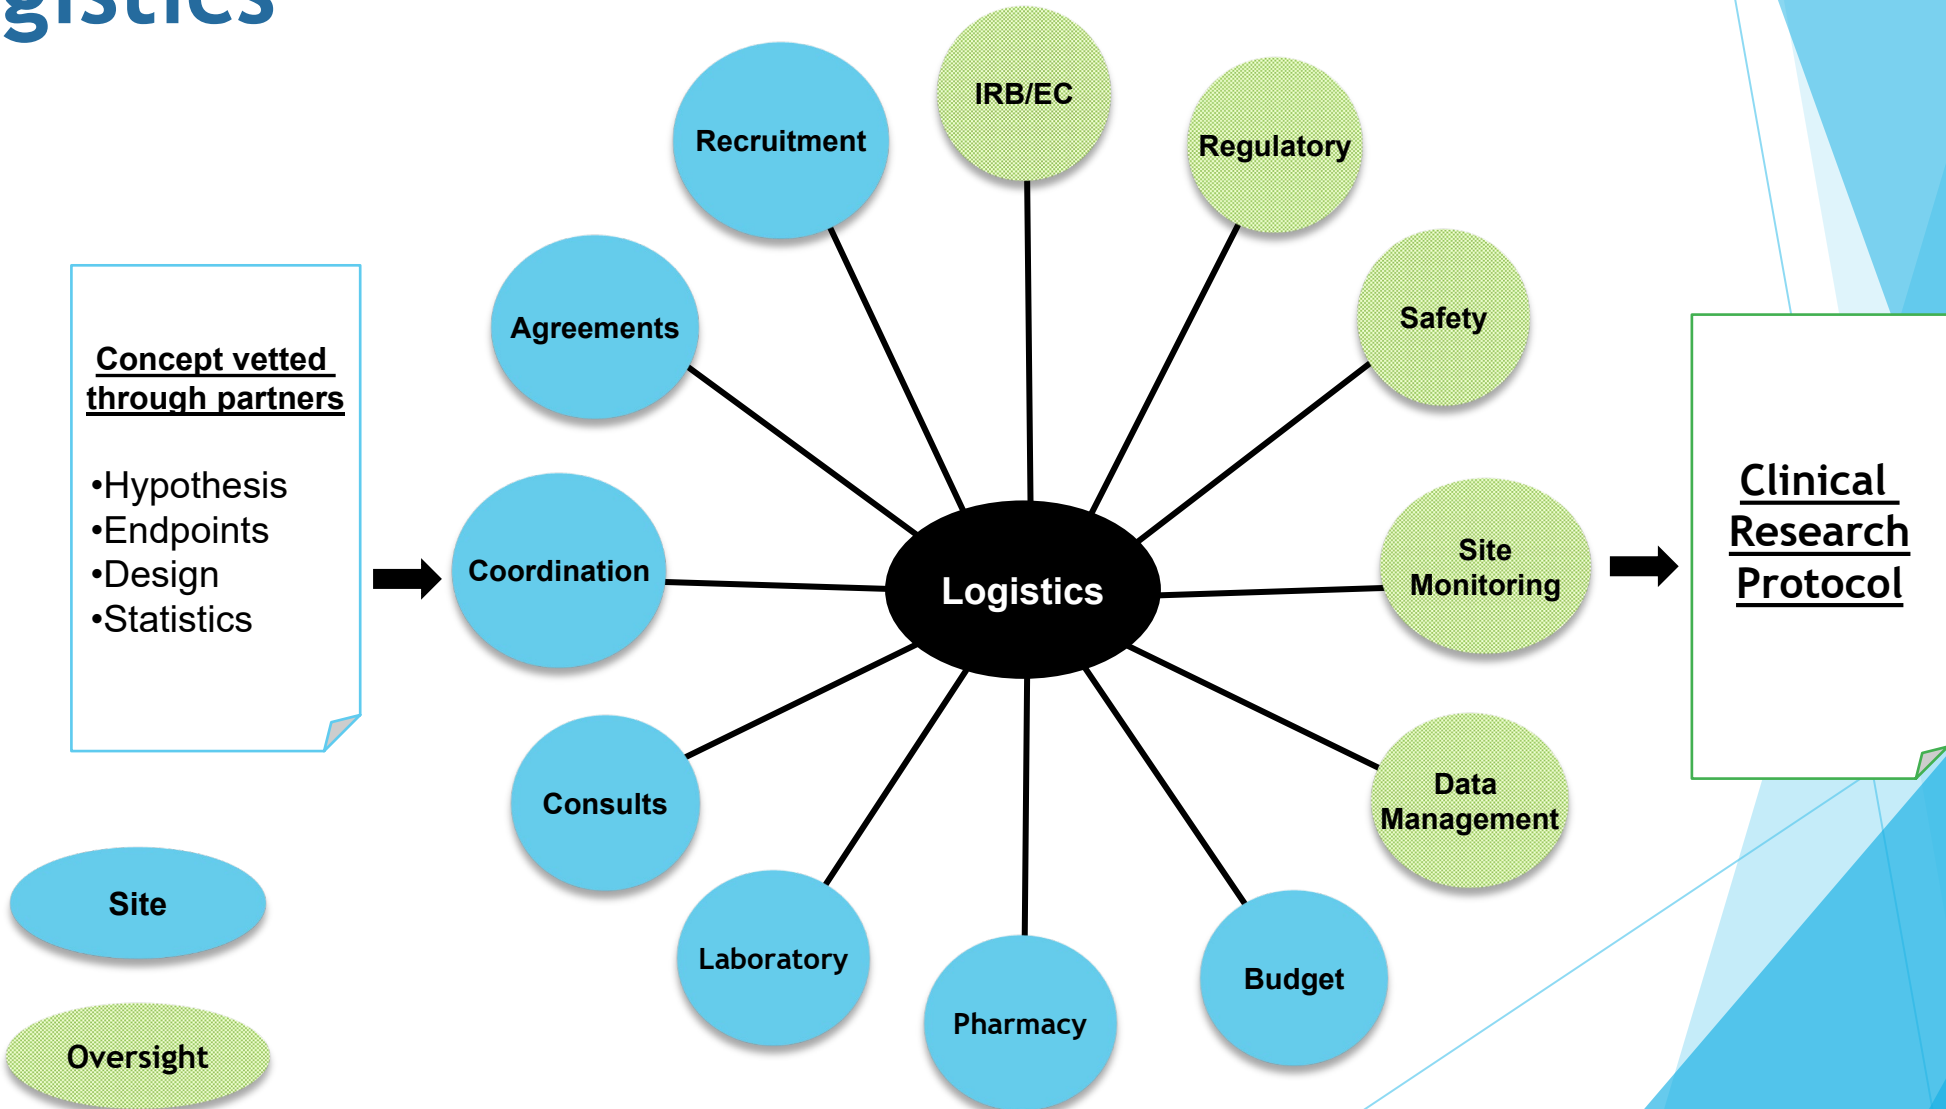 gistics
IRB/EC
Recruitment
Regulatory
Safety
Agreements
Concept vetted
through partners
•Hypothesis
•Endpoints
•Design
•Statistics
Coordination
Logistics
Site
Monitoring
Clinical
Research
Protocol
Consults
Data
Management
Laboratory
Pharmacy
Budget
Site
Oversight